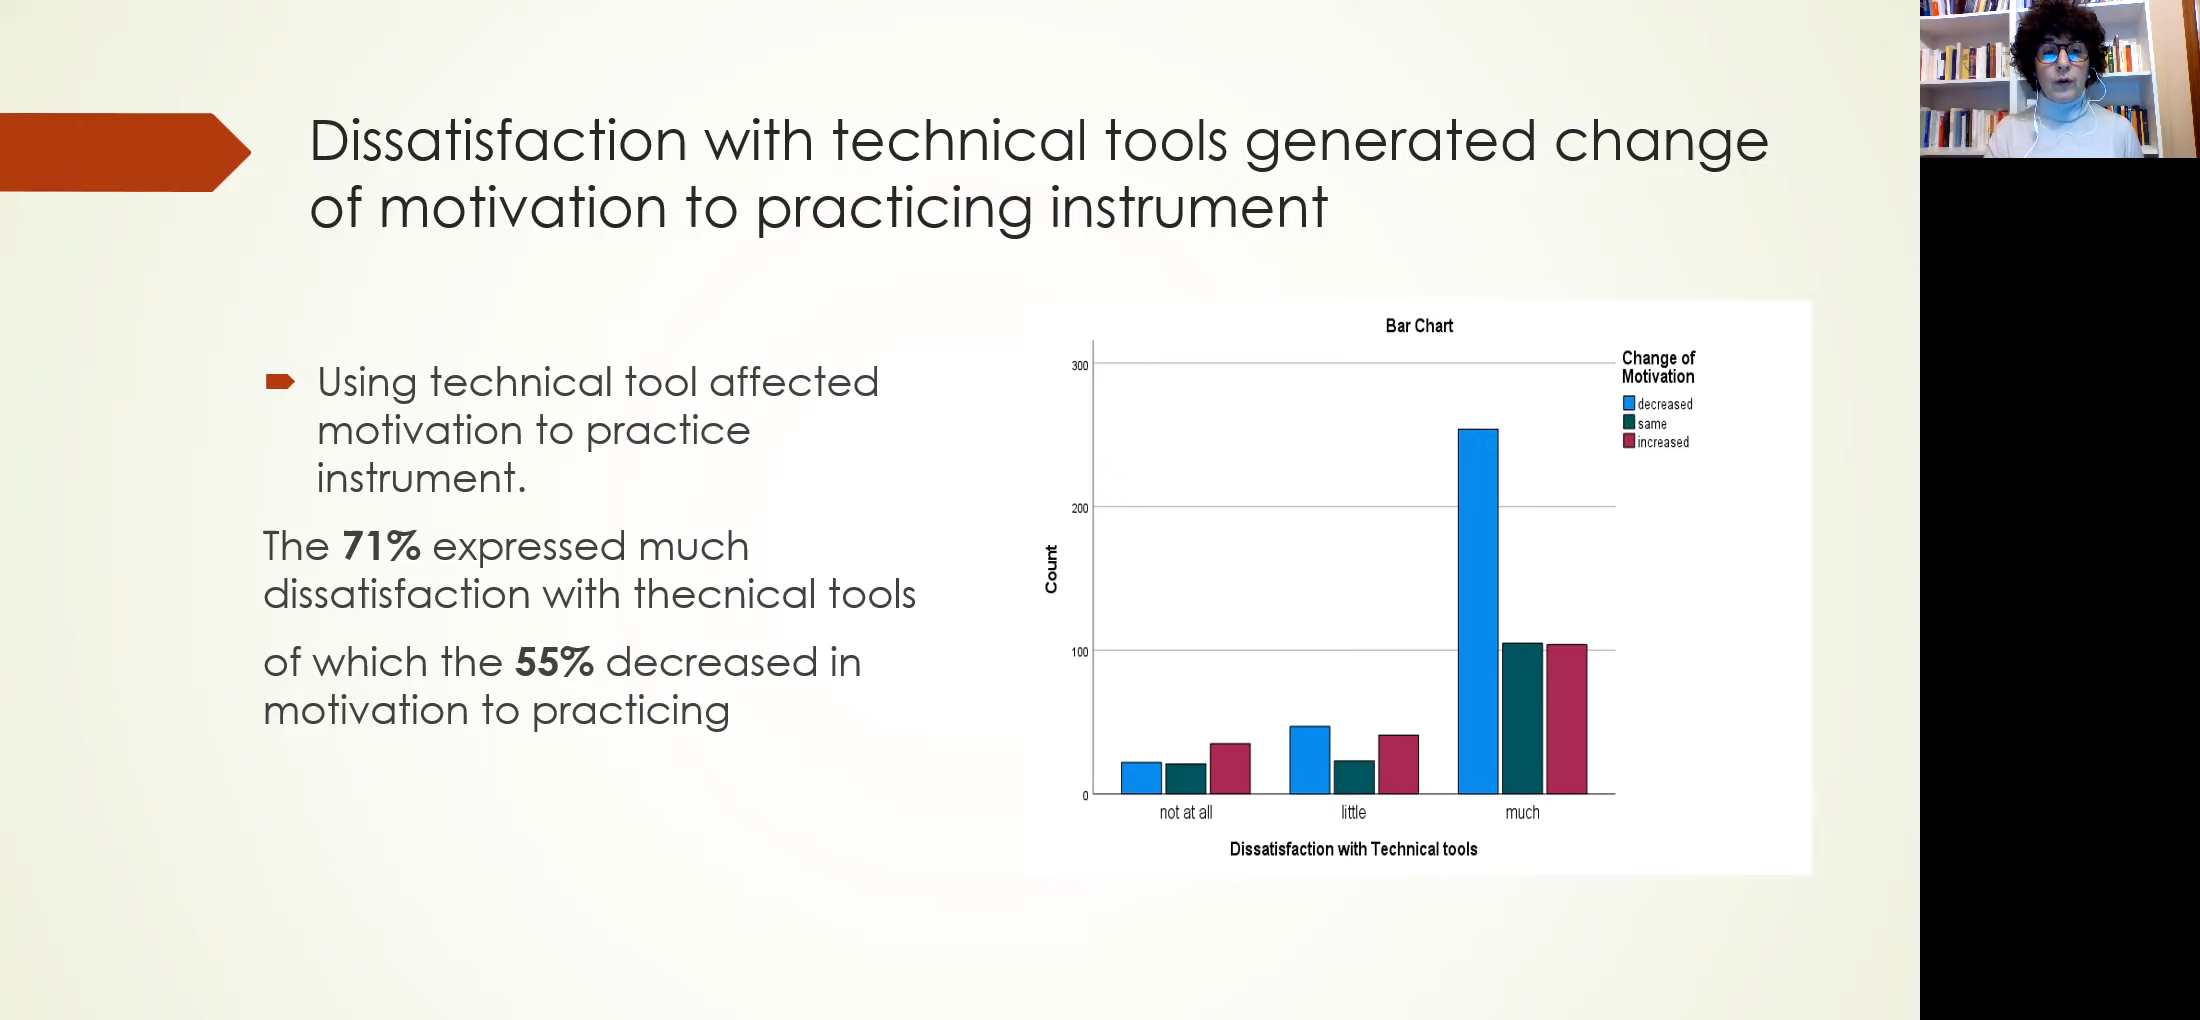 Dissatisfaction with technical tools generated change
of motivation to practicing instrument
Using technical tool affected
motivation to practice
instrument.
The 71% expressed much
dissatisfaction with thecnical tools
of which the 55% decreased in
motivation to practicing
Bar Chart
Change of
Motivation
decreased
same
increased
300
200
100
0
Count
not at all
little
much
Dissatisfaction with Technical tools